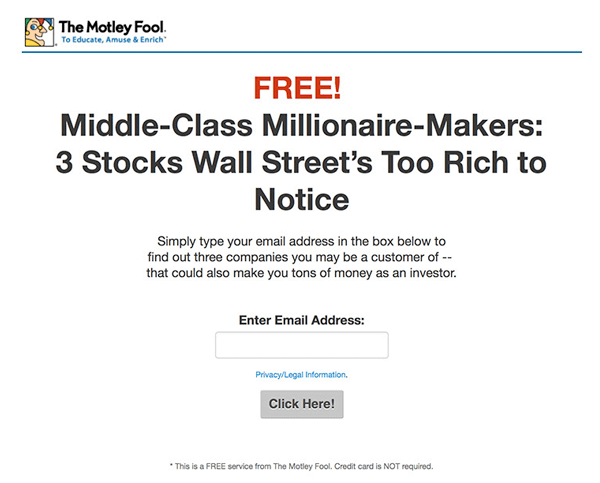 The Motley Fool.
To Educate, Amuse & Enrich™
FREE!
Middle-Class Millionaire-Makers:
3 Stocks Wall Street's Too Rich to
Notice
Simply type your email address in the box below to
find out three companies you may be a customer of --
that could also make you tons of money as an investor.
Enter Email Address:
Privacy/Legal Information.
Click Here!
* This is a FREE service from The Motley Fool. Credit card is NOT required.